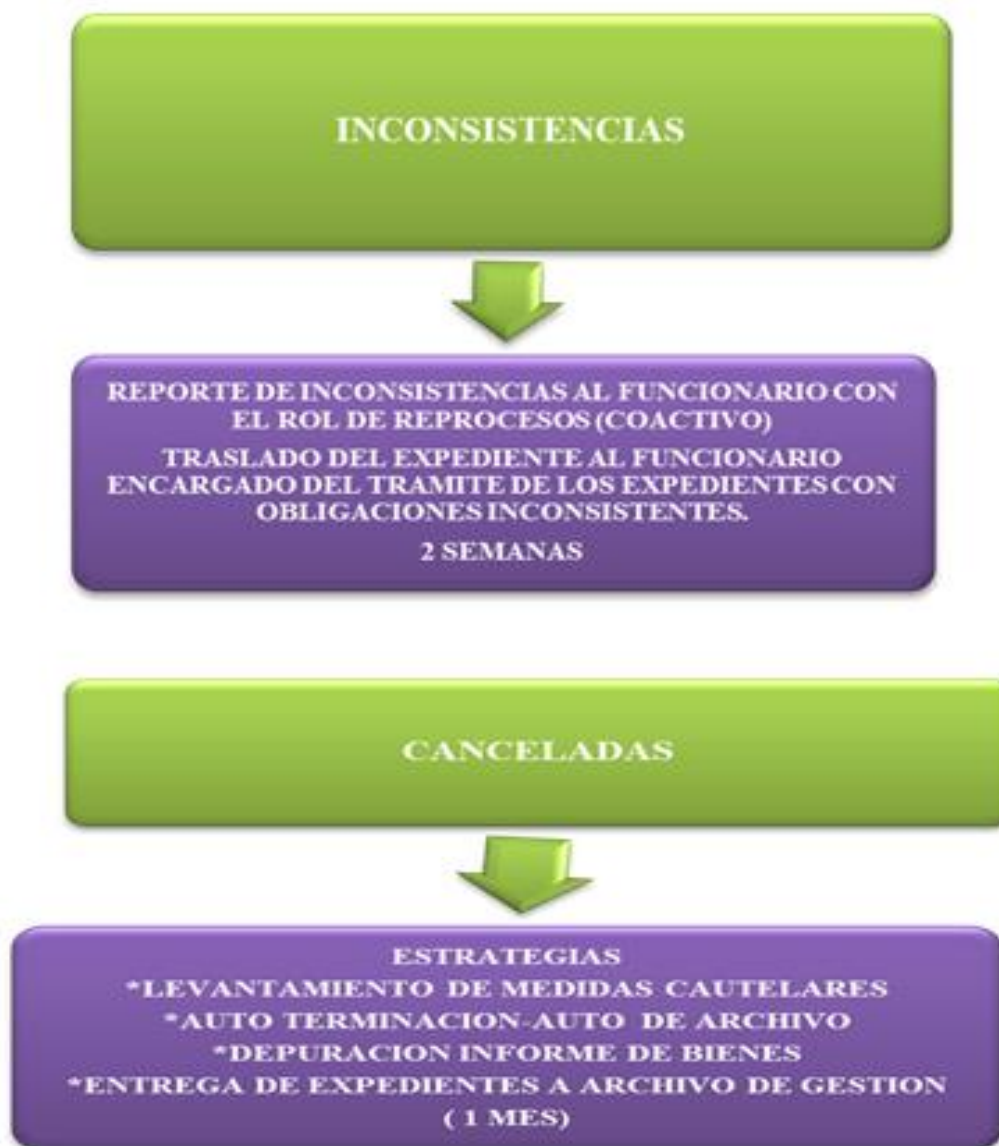 INCONSISTENCIAS
REPORTE DE INCONSISTENCIAS AL FUNCIONARIO CON
EL ROL DE REPROCESOS (COACTIVO)
TRASLADO DEL EXPEDIENTE AL FUNCIONARIO
ENCARGADO DEL TRAMITE DE LOS EXPEDIENTES CON
OBLIGACIONES INCONSISTENTES.
2 SEMANAS
CANCELADAS
ESTRATEGIAS
*LEVANTAMIENTO DE MEDIDAS CAUTELARES
*AUTO TERMINACION-AUTO DE ARCHIVO
*DEPURACION INFORME DE BIENES
*ENTREGA DE EXPEDIENTES A ARCHIVO DE GESTION
( 1 MES)